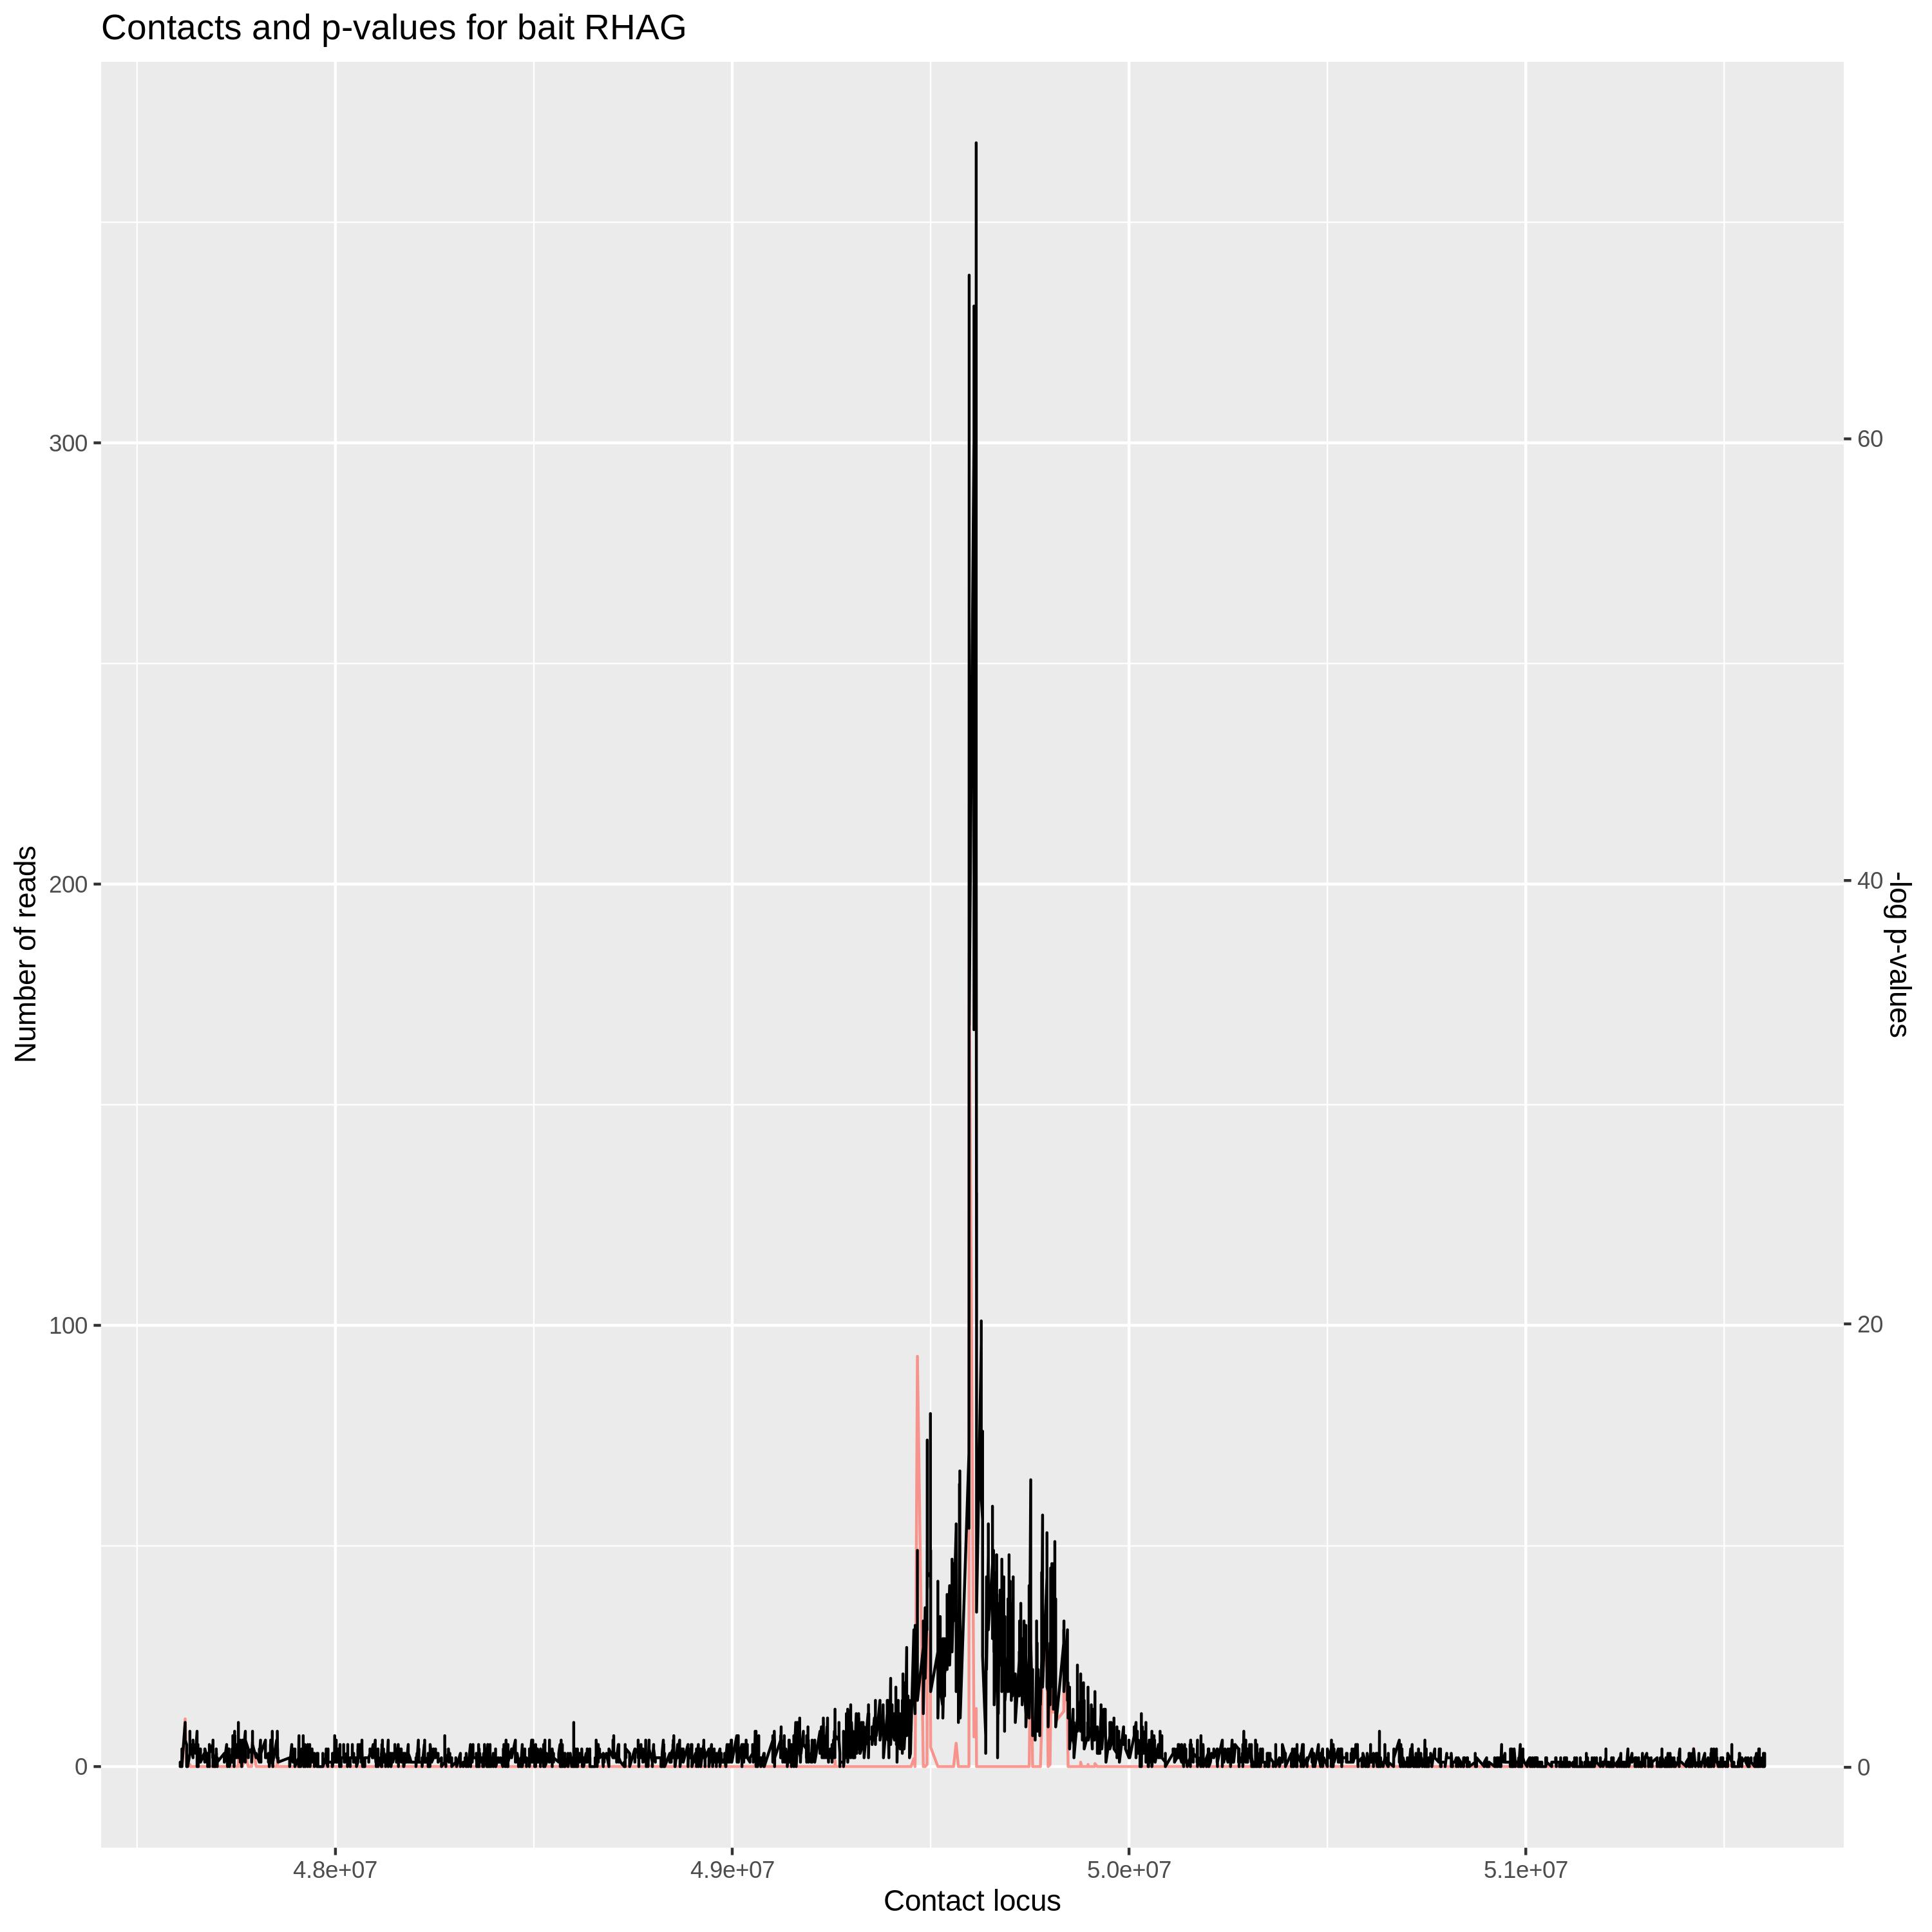 Contacts and p-values for bait RHAG
Number of reads
300
200
100
0
60
40
20
0
-log p-values
4.8e+07
4.9e+07
5.0e+07
5.1e+07
Contact locus